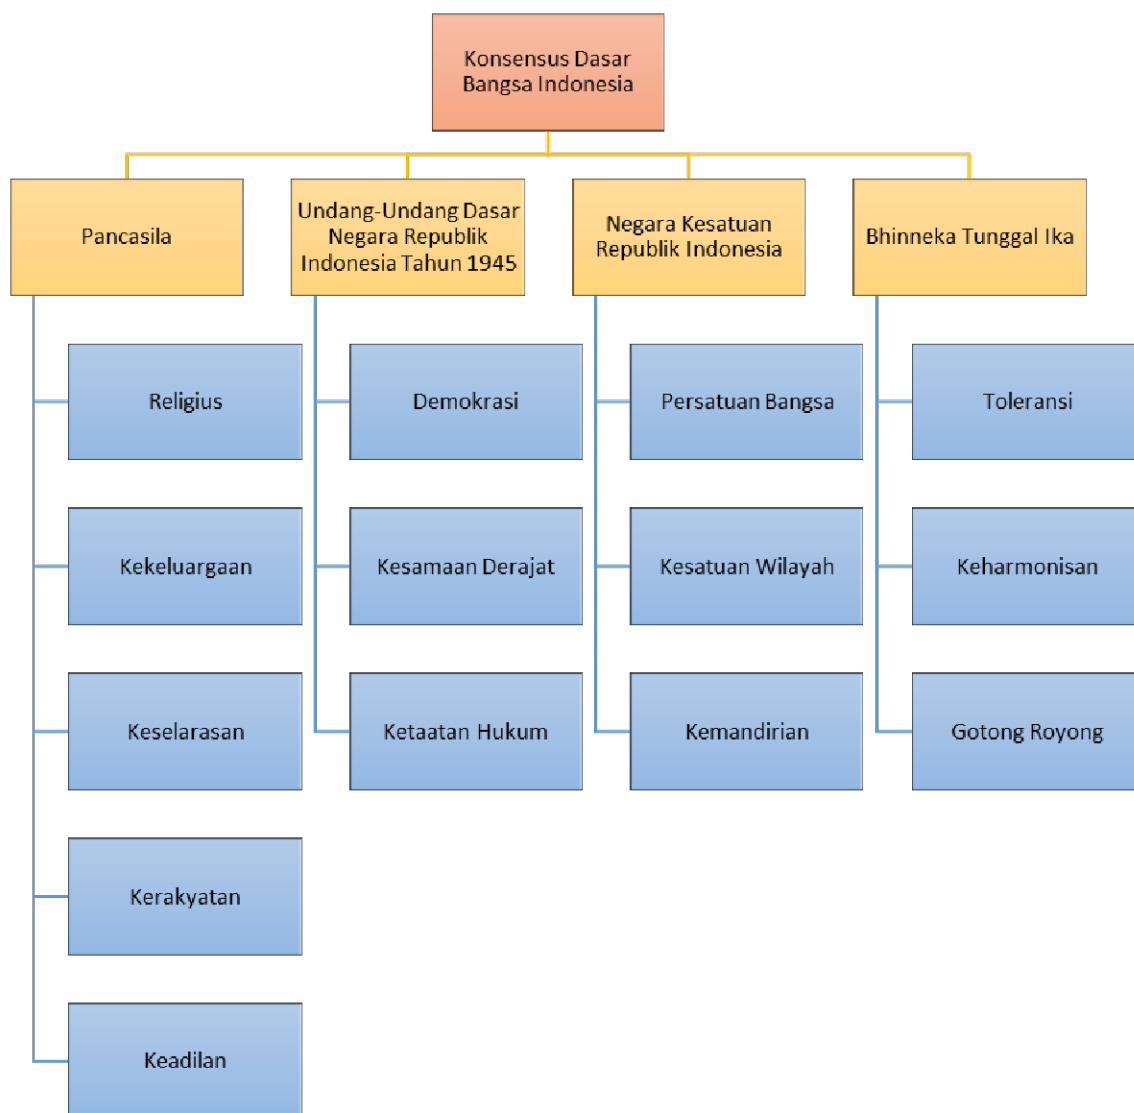 Konsensus Dasar
Bangsa Indonesia
Pancasila
Undang-Undang Dasar
Negara Republik
Indonesia Tahun 1945
Negara Kesatuan
Republik Indonesia
Bhinneka Tunggal Ika
Religius
Kekeluargaan
Keselarasan
Kerakyatan
Keadilan
Demokrasi
Kesamaan Derajat
Ketaatan Hukum
Persatuan Bangsa
Kesatuan Wilayah
Kemandirian
Toleransi
Keharmonisan
Gotong Royong